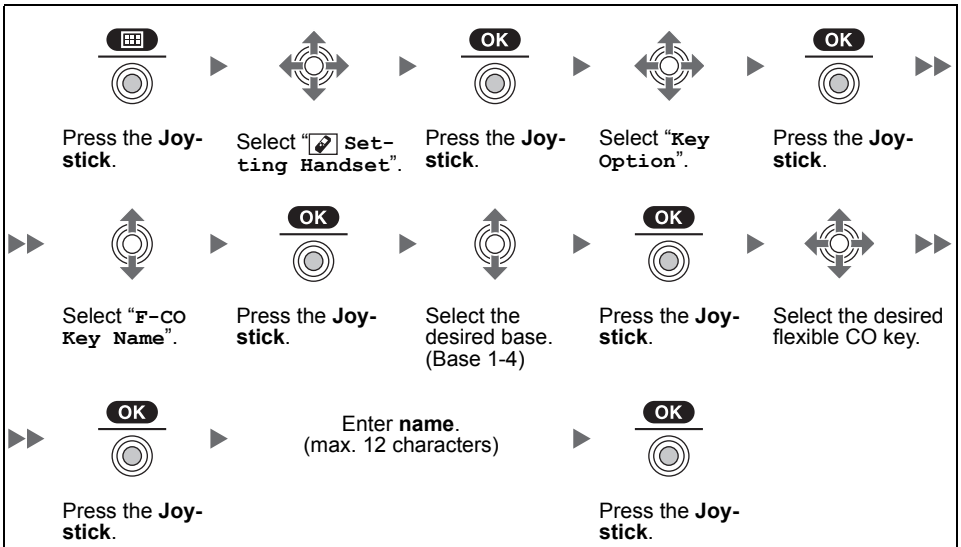 OK
OK
Press the Joy-
stick.
Select " Set-
ting Handset".
Press the Joy-
stick.
Select "Key
Option".
Press the Joy-
stick.
OK
OK
Select "F-CO
Key Name".
Press the Joy-
stick.
Select the
desired base.
(Base 1-4)
Press the Joy-
stick.
Select the desired
flexible CO key.
OK
Enter name.
(max. 12 characters)
OK
Press the Joy-
stick.
Press the Joy-
stick.